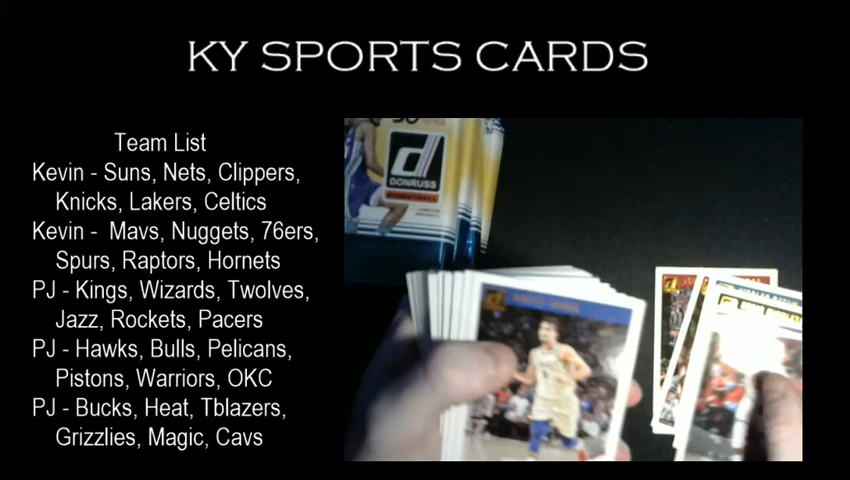 KY SPORTS CARDS
Team List
Kevin - Suns, Nets, Clippers,
Knicks, Lakers, Celtics
Kevin - Mavs, Nuggets, 76ers,
Spurs, Raptors, Hornets
PJ - Kings, Wizards, Twolves,
Jazz, Rockets, Pacers
PJ - Hawks, Bulls, Pelicans,
Pistons, Warriors, OKC
PJ - Bucks, Heat, Tblazers,
Grizzlies, Magic, Cavs
DONRUSS